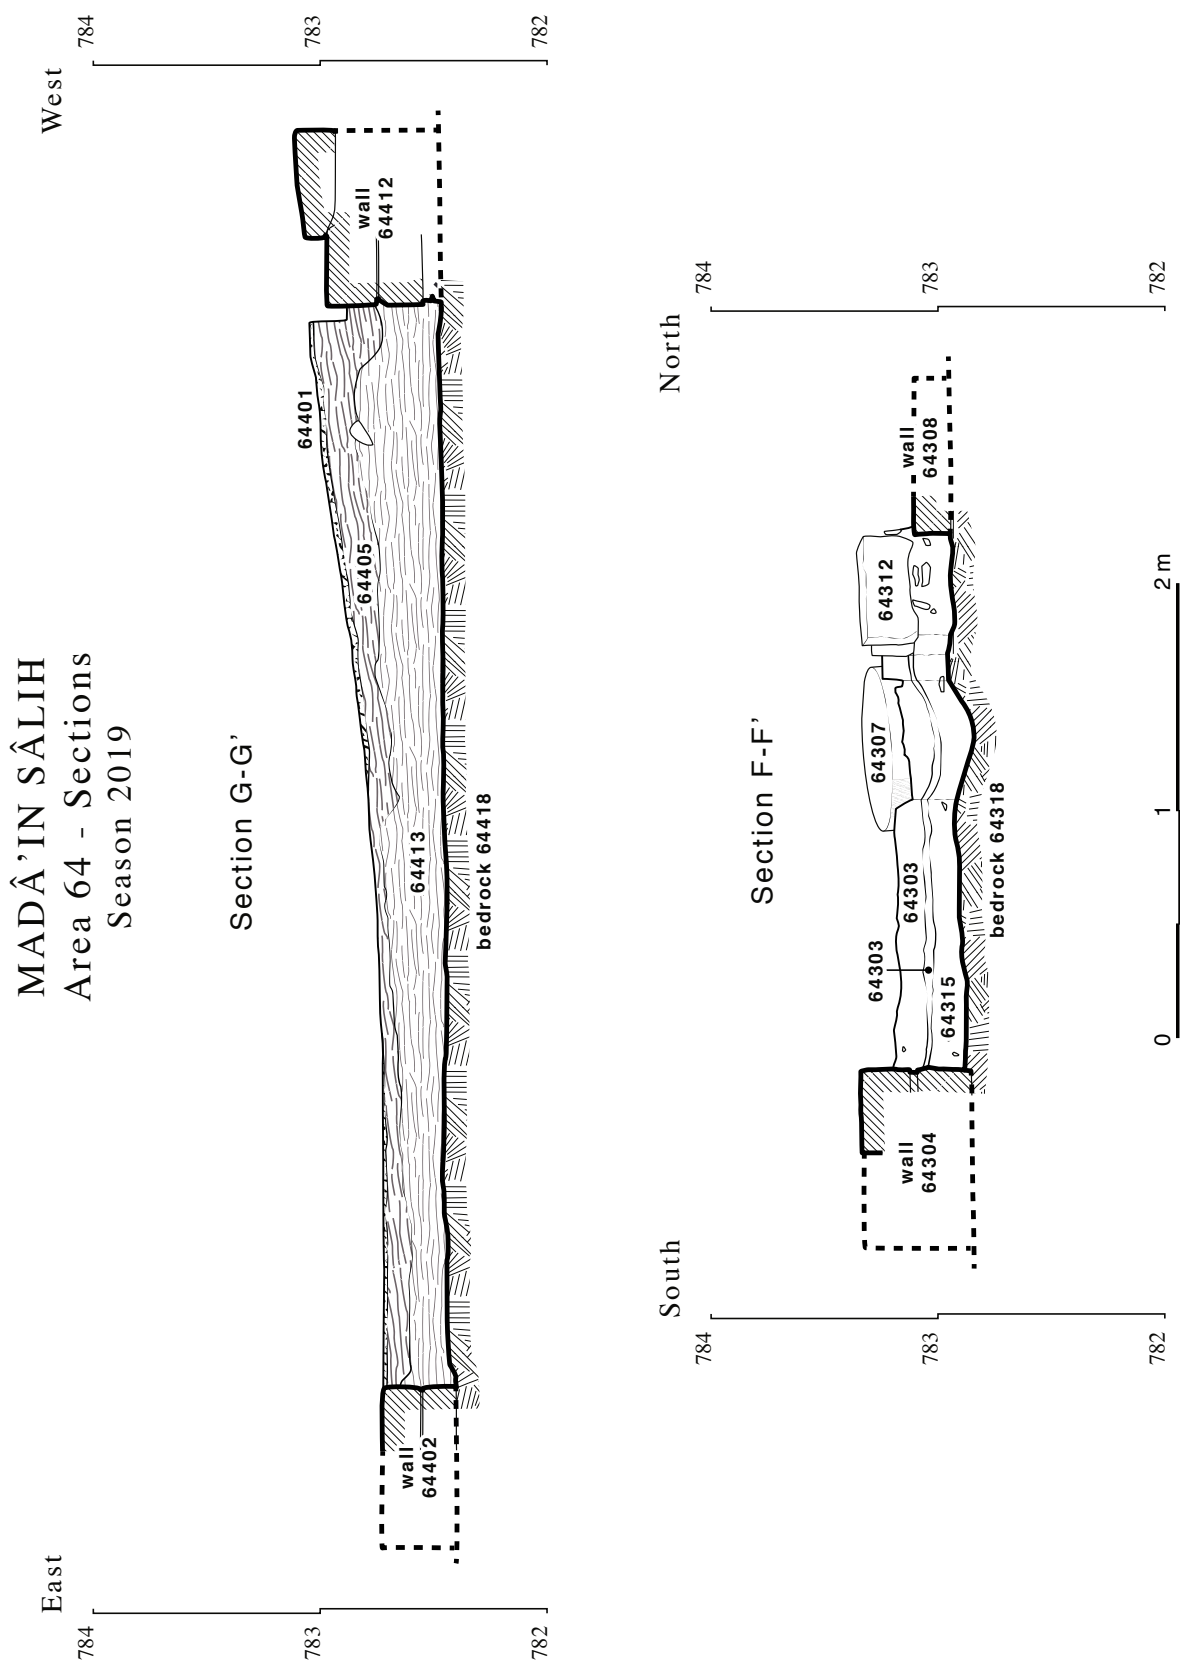 MADÂ’IN SÂLIH
Area 64 - Sections
Season 2019
East
West
Section G-G’
784
783
782
784
783
782
64401
64405
64413
wall
64402
wall
64412
bedrock 64418
South
North
Section F-F’
784
783
782
784
783
782
64303
64303
64307
64312
64315
wall
64304
wall
64308
bedrock 64318
0
1
2 m